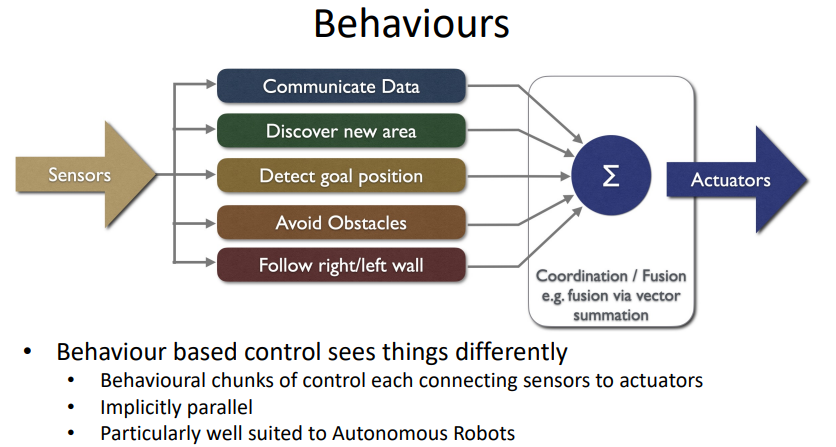 Behaviours
Communicate Data
Discover new area
Sensors
Detect goal position
Σ
Actuators
Avoid Obstacles
Follow right/left wall
Coordination / Fusion
e.g. fusion via vector
summation
• Behaviour based control sees things differently
• Behavioural chunks of control each connecting sensors to actuators
• Implicitly parallel
• Particularly well suited to Autonomous Robots